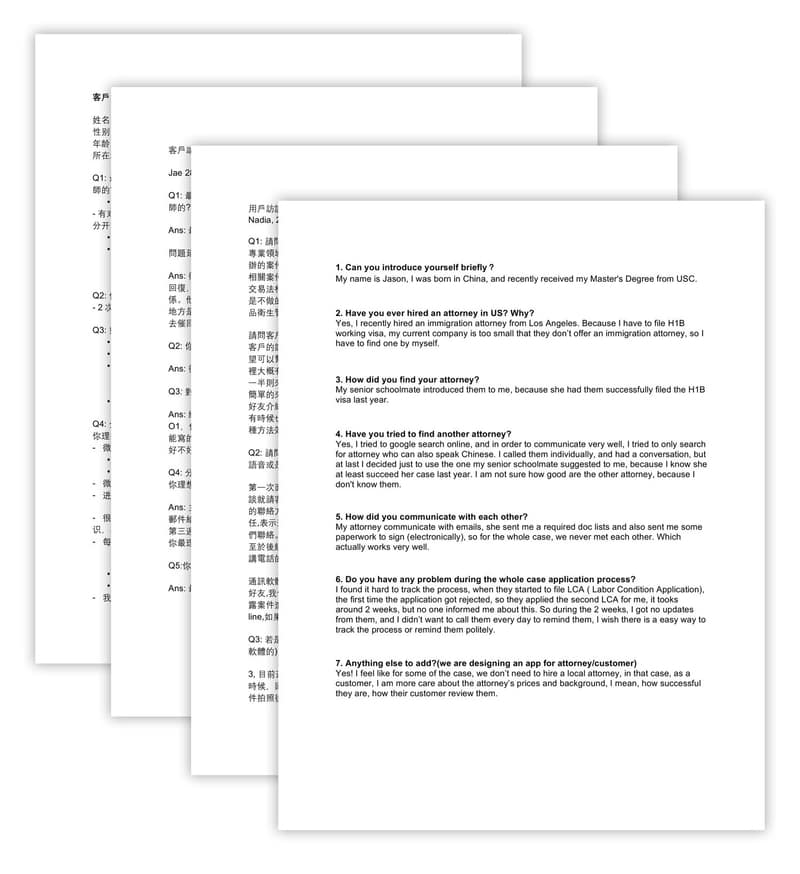 客戶
姓名
性别
年龄
所在
Q1:
師的
- 有
分开
Q2:
- 2 次
Q3:
Q4:
你理
- 微
- 微
- 进
- 很
识,
- 每
- 我
客戶
Jae
Q1: 最
師的?
Ans:
問題是
Ans:
回復,
係。
地方是
去催
Q2: 你
Ans:
Q3: 對
Ans:
O1,
能寫的
好不好
Q4: 分
你理想
Ans:
郵件給
第三
你最
Q5:你
Ans:
用戶訪
Nadia,
Q1: 請問
專業領域
辦的案件
相關案件
交易法
是不做的
品衛生
請問客戶
客戶的
望可以
裡大概
一半則
簡單的
好友介紹
有時候
種方法
Q2: 請問
語音或是
第一次
談就請
的聯絡
任,表示
們聯絡。
至於後
講電話的
通訊軟體
好友,我
露案件
line,如
Q3: 若是
軟體的)
3, 目前
時候,
件拍照
1. Can you introduce yourself briefly？
My name is Jason, I was born in China, and recently received my Master's Degree from USC.
2. Have you ever hired an attorney in US? Why?
Yes, I recently hired an immigration attorney from Los Angeles. Because I have to file H1B
working visa, my current company is too small that they don't offer an immigration attorney, so I
have to find one by myself.
3. How did you find your attorney?
My senior schoolmate introduced them to me, because she had them successfully filed the H1B
visa last year.
4. Have you tried to find another attorney?
Yes, I tried to google search online, and in order to communicate very well, I tried to only search
for attorney who can also speak Chinese. I called them individually, and had a conversation, but
at last I decided just to use the one my senior schoolmate suggested to me, because I know she
at least succeed her case last year. I am not sure how good are the other attorney, because I
don't know them.
5. How did you communicate with each other?
My attorney communicate with emails, she sent me a required doc lists and also sent me some
paperwork to sign (electronically), so for the whole case, we never met each other. Which
actually works very well.
6. Do you have any problem during the whole case application process?
I found it hard to track the process, when they started to file LCA ( Labor Condition Application),
the first time the application got rejected, so they applied the second LCA for me, it tooks
around 2 weeks, but no one informed me about this. So during the 2 weeks, I got no updates
from them, and I didn't want to call them every day to remind them, I wish there is a easy way to
track the process or remind them politely.
7. Anything else to add?(we are designing an app for attorney/customer)
Yes! I feel like for some of the case, we don't need to hire a local attorney, in that case, as a
customer, I am more care about the attorney's prices and background, I mean, how successful
they are, how their customer review them.